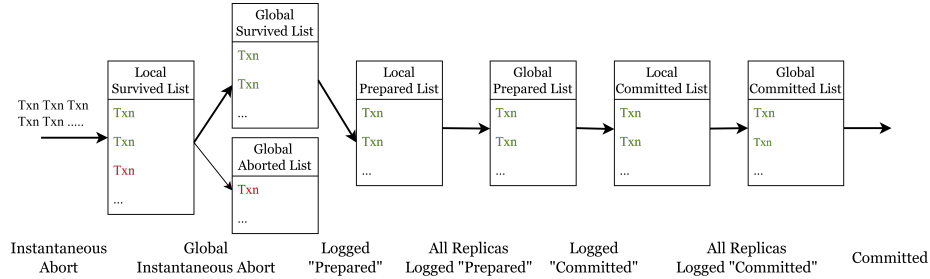 Txn Txn Txn
Txn Txn .....
Local
Survived List
Txn
Txn
Txn
...
Global
Survived List
Txn
Txn
...
Global
Aborted List
Txn
...
Local
Prepared List
Txn
Txn
...
Global
Prepared List
Txn
Txn
...
Local
Committed List
Txn
Txn
...
Global
Committed List
Txn
Txn
...
Instantaneous
Abort
Global
Instantaneous Abort
Logged
"Prepared"
All Replicas
Logged "Prepared"
Logged
"Committed"
All Replicas
Logged "Committed"
Committed